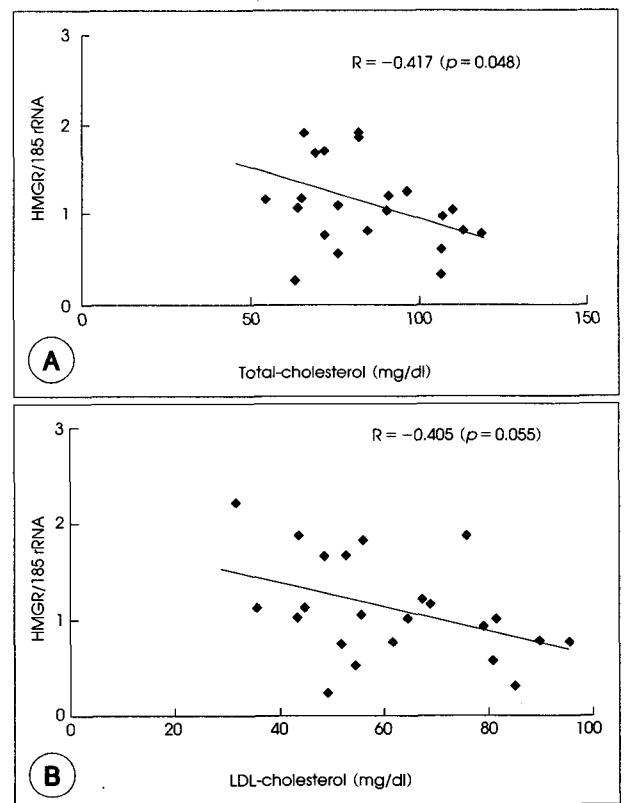 3
R = −0.417 (p = 0.048)
2
HMGR/185 rRNA
1
0
0 50 100 150
A
Total-cholesterol (mg/dl)
3
R = −0.405 (p = 0.055)
2
HMGR/185 rRNA
1
0
0 20 40 60 80 100
B
LDL-cholesterol (mg/dl)